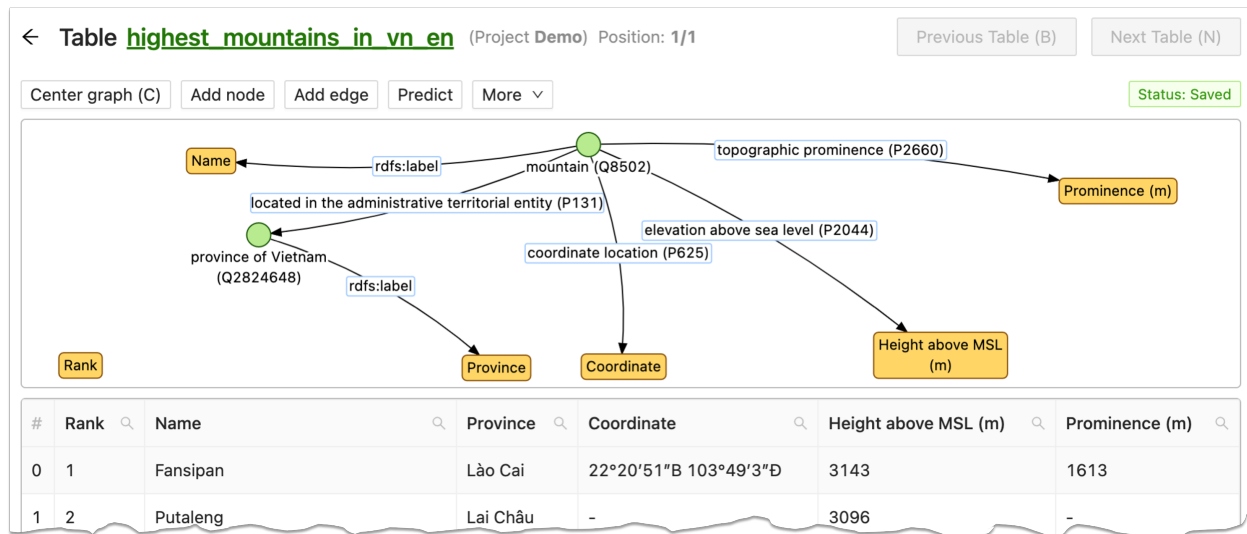 ← Table highest_mountains_in_vn_en (Project Demo) Position: 1/1 Previous Table (B) Next Table (N)
Center graph (C) Add node Add edge Predict More Status: Saved
Name
rdfs:label
mountain (Q8502)
topographic prominence (P2660)
Prominence (m)
located in the administrative territorial entity (P131)
elevation above sea level (P2044)
coordinate location (P625)
province of Vietnam
(Q2824648)
rdfs:label
Rank
Province
Coordinate
Height above MSL
(m)
# Rank Name Province Coordinate Height above MSL (m) Prominence (m)
0 1 Fansipan Lào Cai 22°20′51″B 103°49′3″Đ 3143 1613
1 2 Putaleng Lai Châu - 3096 -